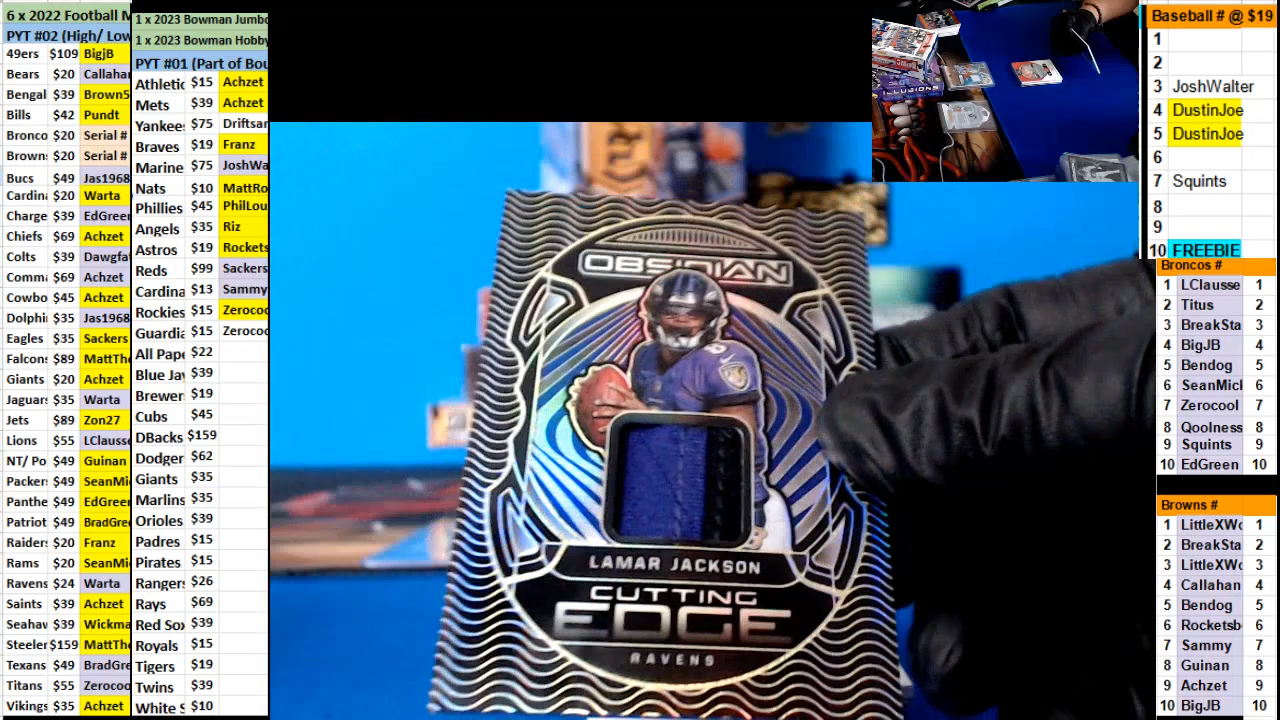 6 x 2022 Football M
PYT #02 (High/ Low
49ers $109 BigjB
Bears $20 Callahar
Bengal $39 Brown5
Bills $42 Pundt
Bronco $20 Serial #
Brown: $20 Serial #
Bucs $49 Jas1968
Cardina $20 Warta
Charge $39 EdGreen
Chiefs $69 Achzet
Colts $39 Dawgfa
Comm $69 Achzet
Cowbo $45 Achzet
Dolphi $35 Jas1968
Eagles $35 Sackers
Falcon: $89 MattTh
Giants $20 Achzet
Jaguar $35 Warta
Jets $89 Zon27
Lions $55 LClauss
NT/ Po $49 Guinan
Packer $49 SeanMi
Panthe $49 EdGreen
Patriot $49 BradGre
Raider $20 Franz
Rams $20 SeanMi
Ravens $24 Warta
Saints $39 Achzet
Seahaw $39 Wickma
Steeler $159 MattTh
Texans $49 BradGre
Titans $55 Zerocoo
Viking $35 Achzet
1 x 2023 Bowman Jumbo
1 x 2023 Bowman Hobby
PYT #01 (Part of Bou
Athletic $15 Achzet
Mets $39 Achzet
Yankee $75 Driftsar
Braves $19 Franz
Marine $75 JoshWa
Nats $10 MattRo
Phillies $45 PhilLou
Angels $35 Riz
Astros $19 Rockets
Reds $99 Sackers
Cardina $13 Sammy
Rockies $15 Zerocoo
Guardia $15 Zerocoo
All Pape $22
Blue Ja $39
Brewer $19
Cubs $45
DBacks $159
Dodger $62
Giants $35
Marlins $35
Orioles $39
Padres $15
Pirates $15
Ranger $26
Rays $69
Red So $39
Royals $15
Tigers $19
Twins $39
White S $10
OBSIDIAN
LAMAR JACKSON
CUTTING
EDGE
RAVENS
ILLUSIONS
Baseball # @ $19
1
2
3 JoshWalter
4 DustinJoe
5 DustinJoe
6
7 Squints
8
9
10 FREEBIE
Broncos #
1 LClausse 1
2 Titus 2
3 BreakSta 3
4 BigJB 4
5 Bendog 5
6 SeanMicl 6
7 Zerocool 7
8 Qoolness 8
9 Squints 9
10 EdGreen 10
Browns #
1 LittleXWo 1
2 BreakSta 2
3 LittleXWo 3
4 Callahan 4
5 Bendog 5
6 Rocketsb 6
7 Sammy 7
8 Guinan 8
9 Achzet 9
10 BigJB 10